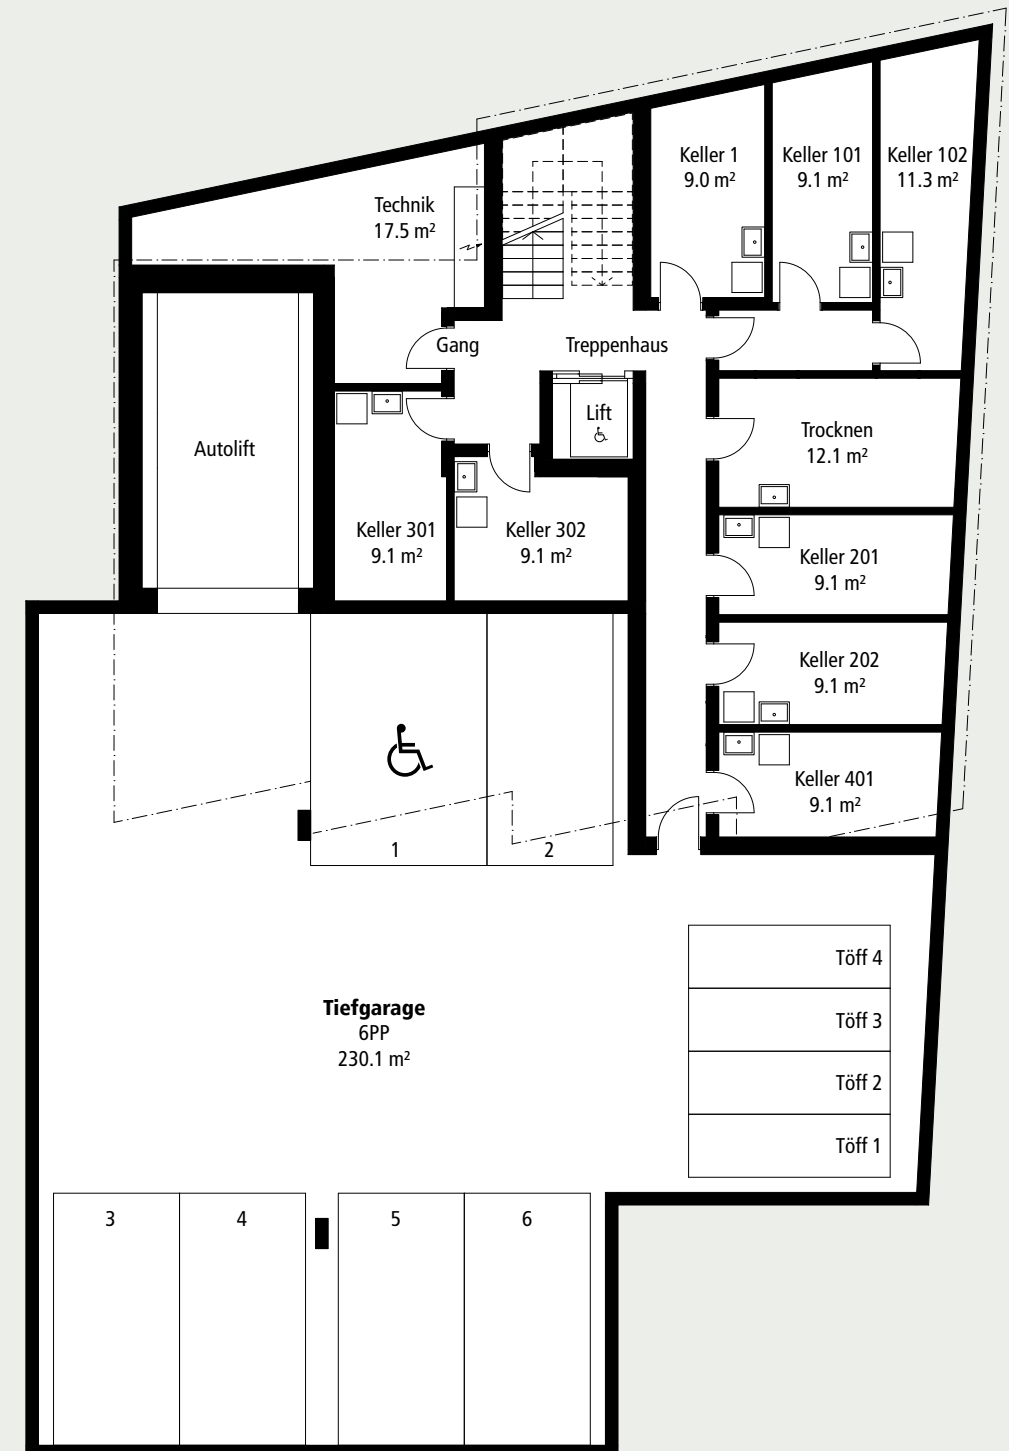 Keller 1
9.0 m²
Keller 101
9.1 m²
Keller 102
11.3 m²
Technik
17.5 m²
Gang
Treppenhaus
Lift
Autolift
Trocknen
12.1 m²
Keller 301
9.1 m²
Keller 302
9.1 m²
Keller 201
9.1 m²
Keller 202
9.1 m²
Keller 401
9.1 m²
1
2
Tiefgarage
6PP
230.1 m²
Töff 4
Töff 3
Töff 2
Töff 1
3
4
5
6